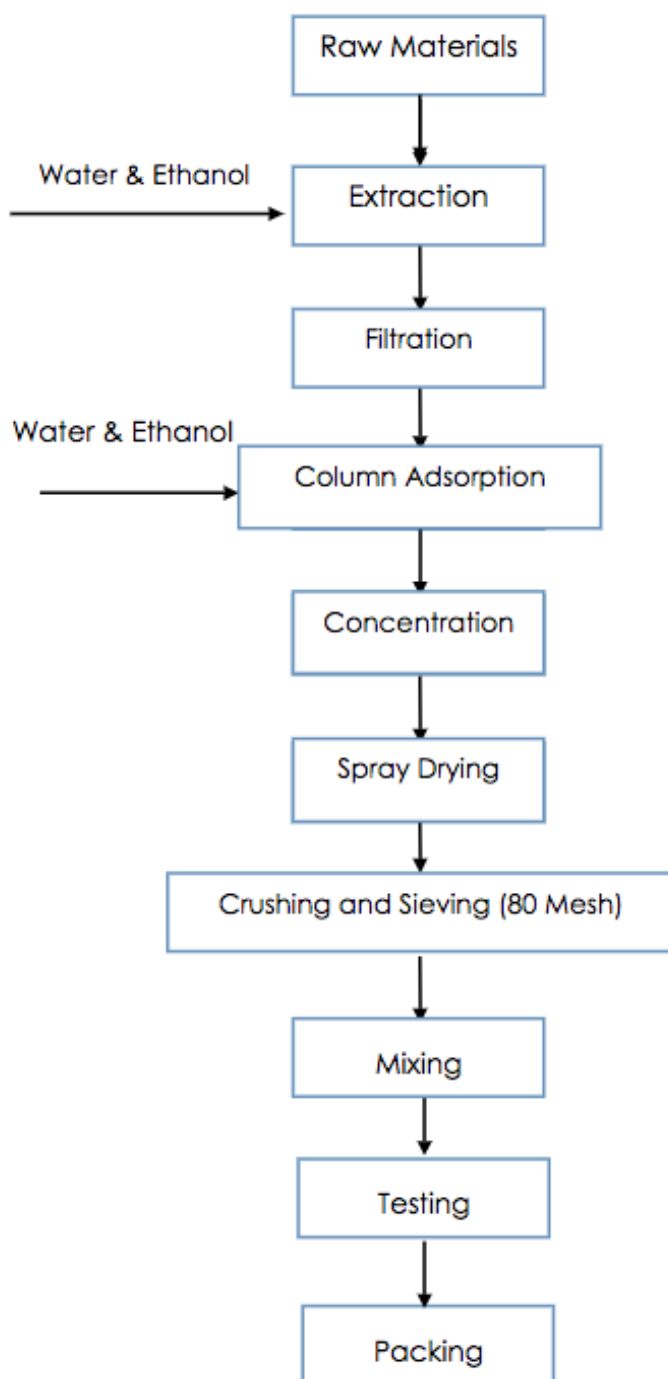 Raw Materials
Water & Ethanol
Extraction
Filtration
Water & Ethanol
Column Adsorption
Concentration
Spray Drying
Crushing and Sieving (80 Mesh)
Mixing
Testing
Packing